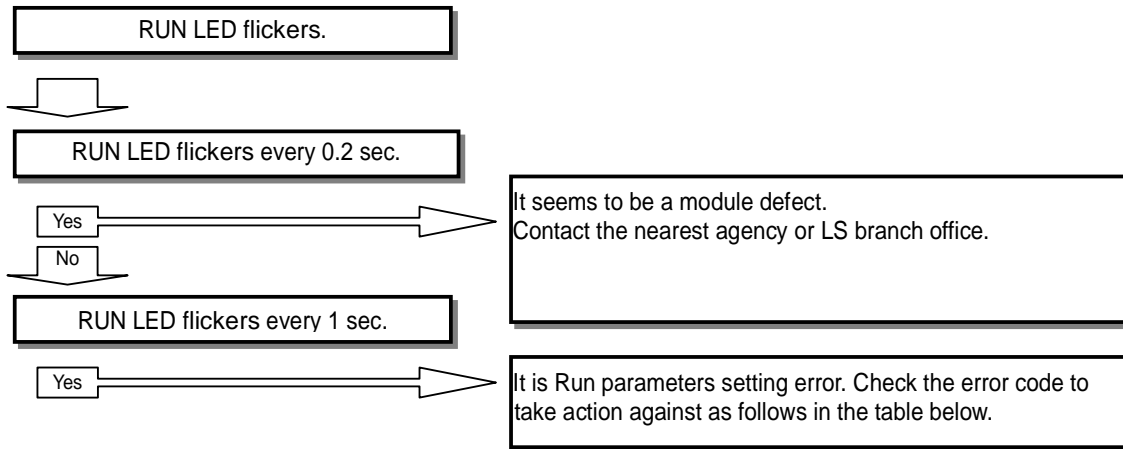 RUN LED flickers.
RUN LED flickers every 0.2 sec.
Yes
It seems to be a module defect.
Contact the nearest agency or LS branch office.
No
RUN LED flickers every 1 sec.
Yes
It is Run parameters setting error. Check the error code to
take action against as follows in the table below.